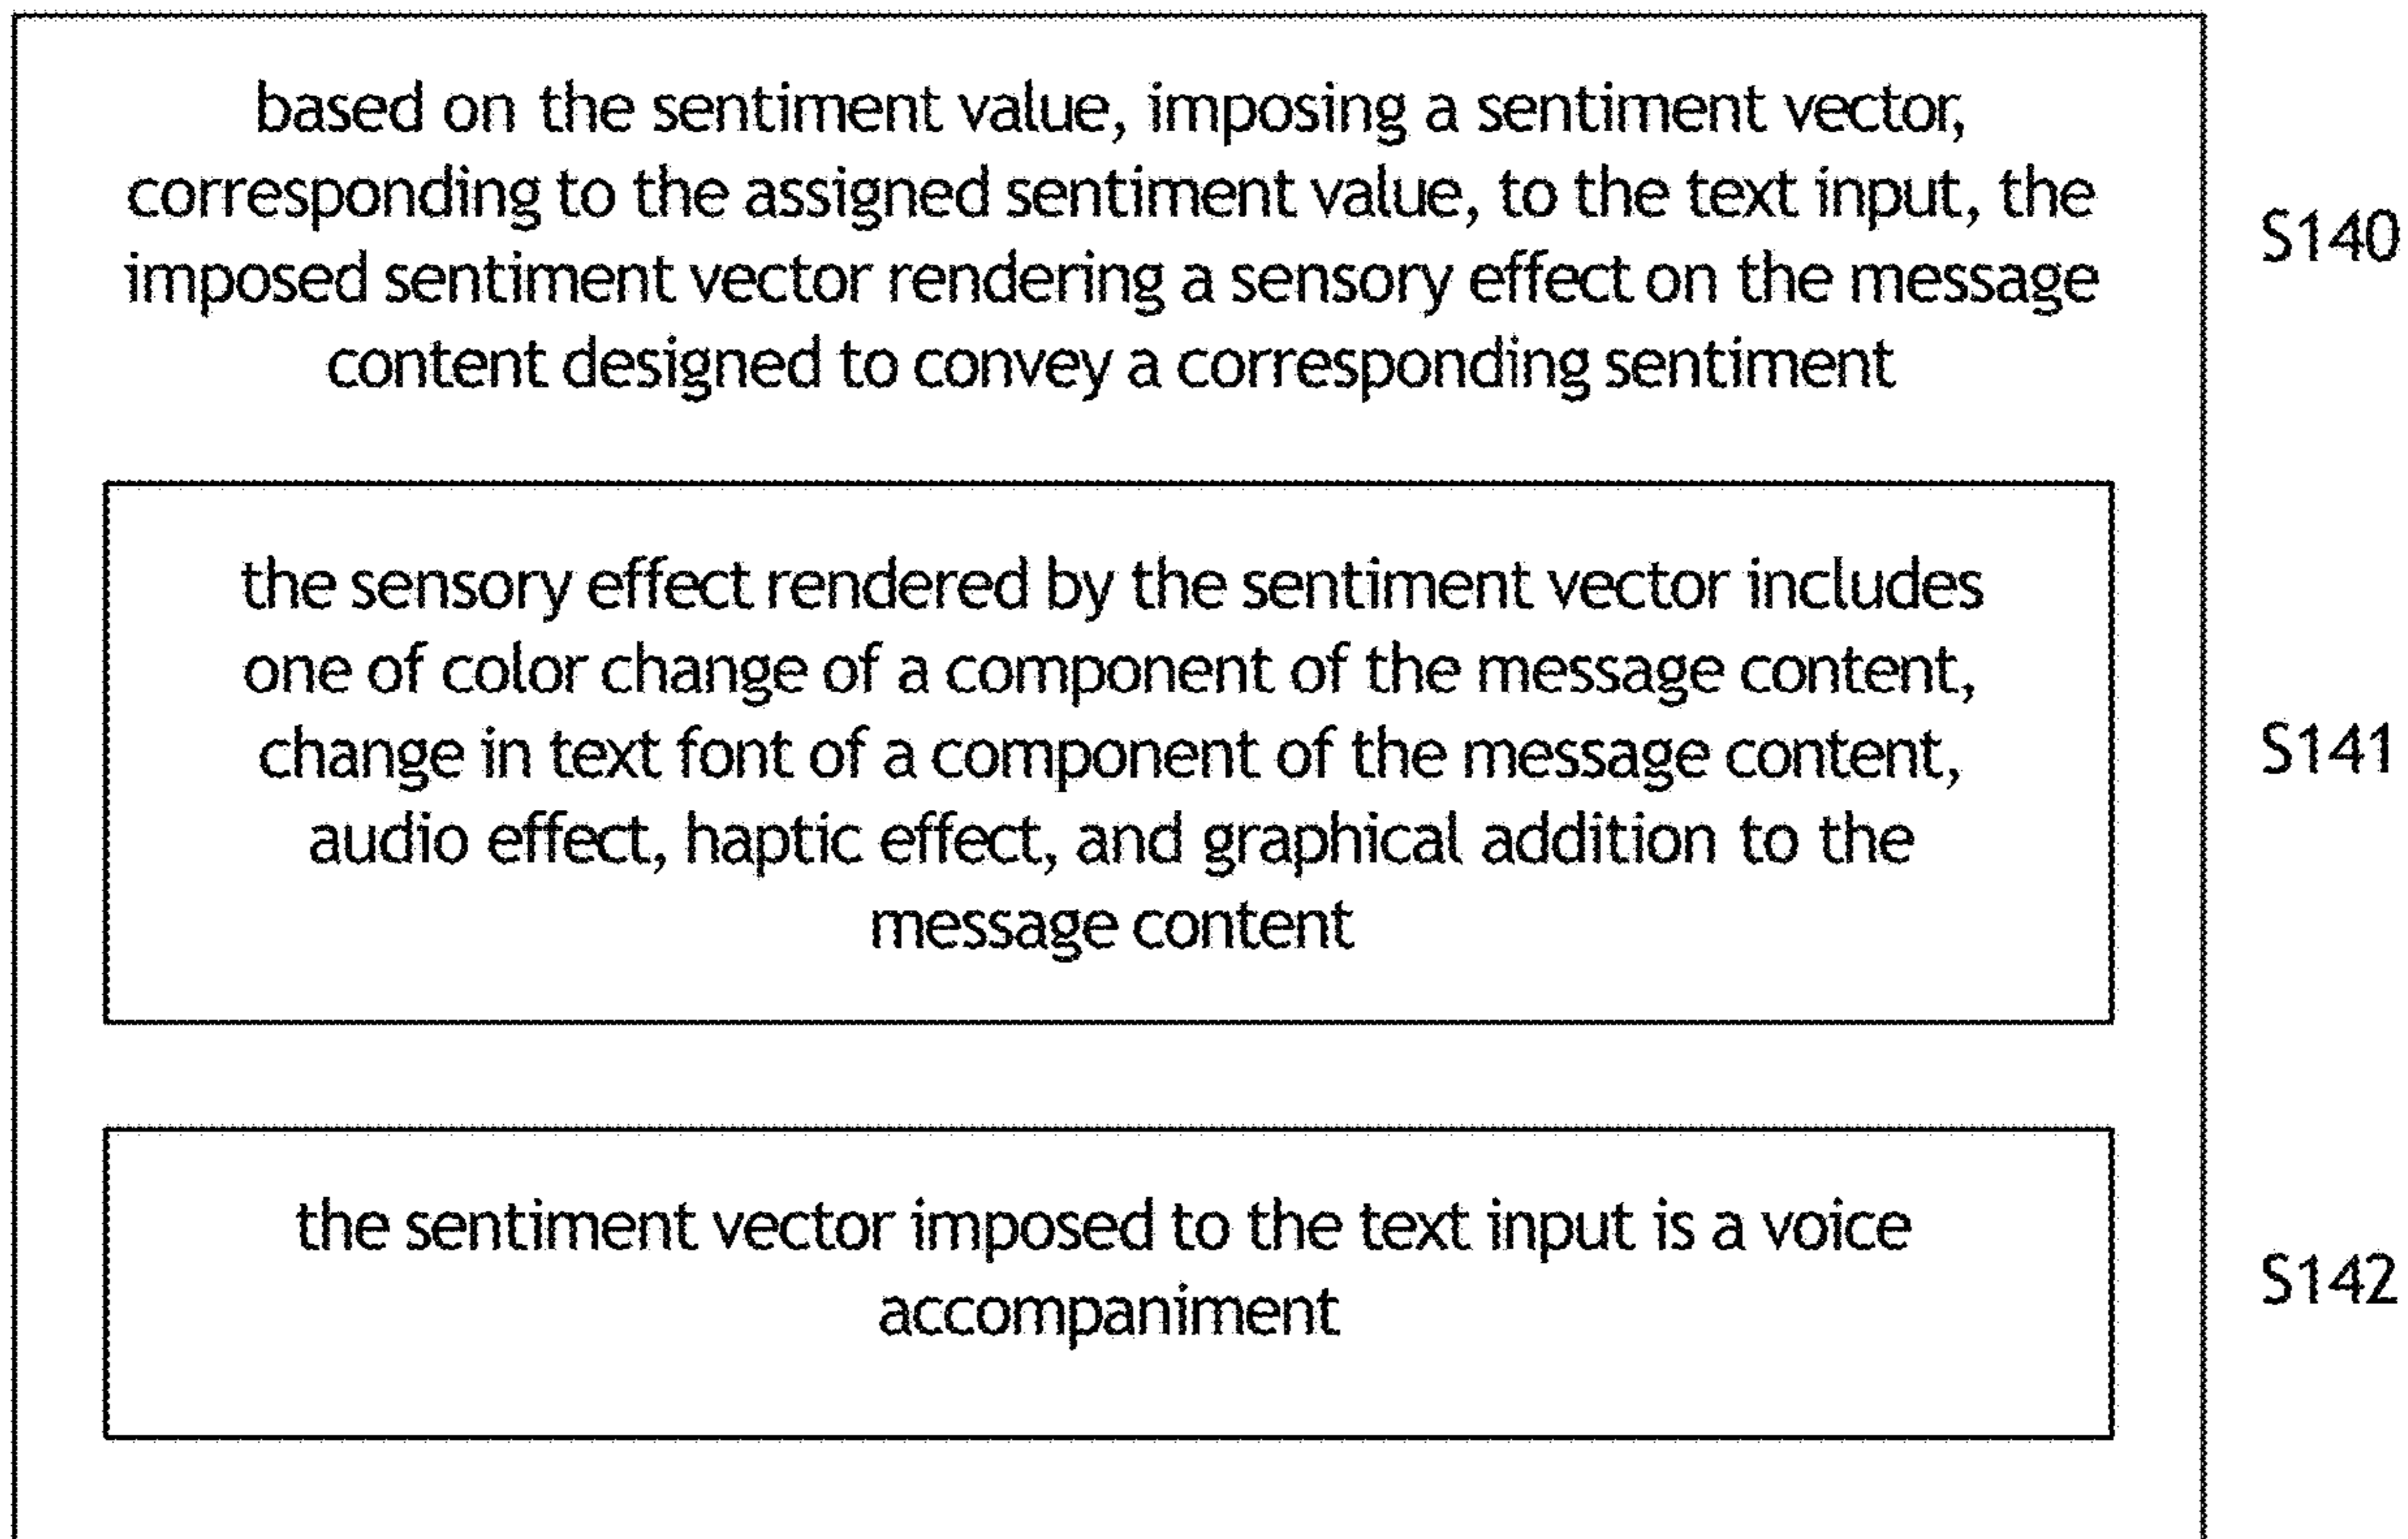 based on the sentiment value, imposing a sentiment vector,
corresponding to the assigned sentiment value, to the text input, the
imposed sentiment vector rendering a sensory effect on the message
content designed to convey a corresponding sentiment
S140
the sensory effect rendered by the sentiment vector includes
one of color change of a component of the message content,
change in text font of a component of the message content,
audio effect, haptic effect, and graphical addition to the
message content
S141
the sentiment vector imposed to the text input is a voice
accompaniment
S142